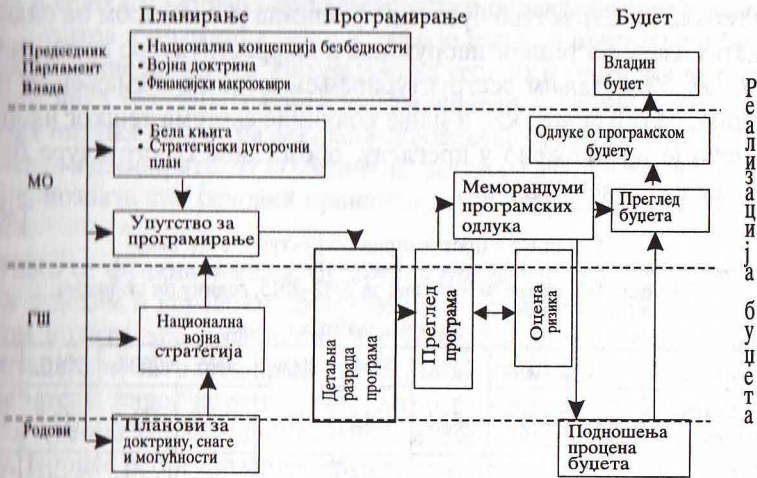 Планирање Програмирање Буџет
Председник
Парламент
Влада
• Национална концепција безбедности
• Војна доктрина
• Финансијски макрооквири
Владин
буџет
• Бела књига
• Стратегијски дугорочни
план
Одлуке о програмском
буџету
МО
Упутство за
програмирање
Меморандуми
програмских
одлука
Преглед
буџета
ГШ
Национална
војна
стратегија
Детаљна
разрада
програма
Преглед
програма
Оцена
ризика
Родови
Планови за
доктрину, снаге
и могућности
Подношења
процена
буџета
Реализација буџета